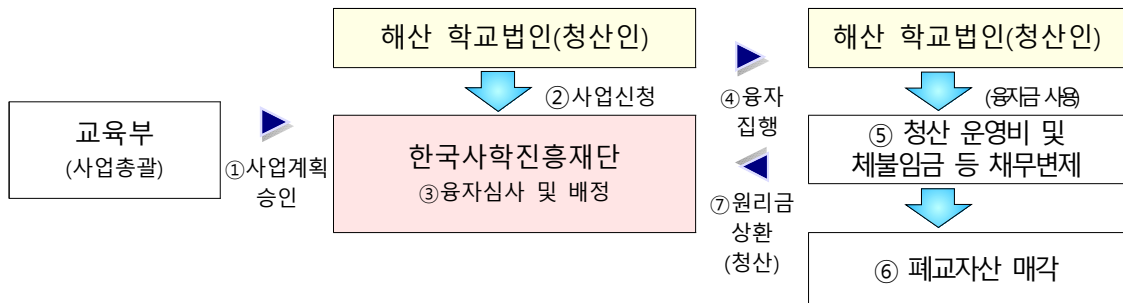 교육부
(사업총괄)
①사업계획
승인
해산 학교법인(청산인)
②사업신청
한국사학진흥재단
③융자심사 및 배정
④융자
집행
⑦원리금
상환
(청산)
해산 학교법인(청산인)
(융자금 사용)
⑤ 청산 운영비 및
체불임금 등 채무변제
⑥ 폐교자산 매각